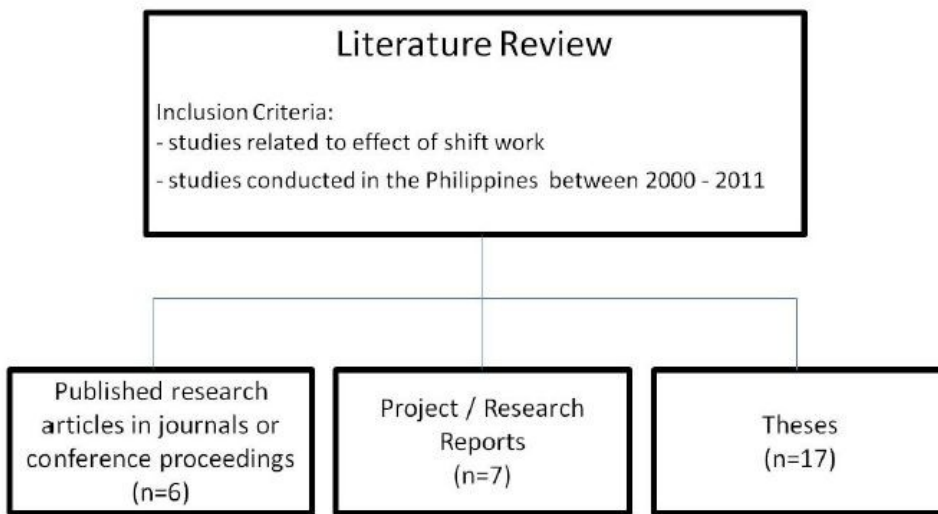 Literature Review
Inclusion Criteria:
- studies related to effect of shift work
- studies conducted in the Philippines between 2000 - 2011
Published research
articles in journals or
conference proceedings
(n=6)
Project / Research
Reports
(n=7)
Theses
(n=17)